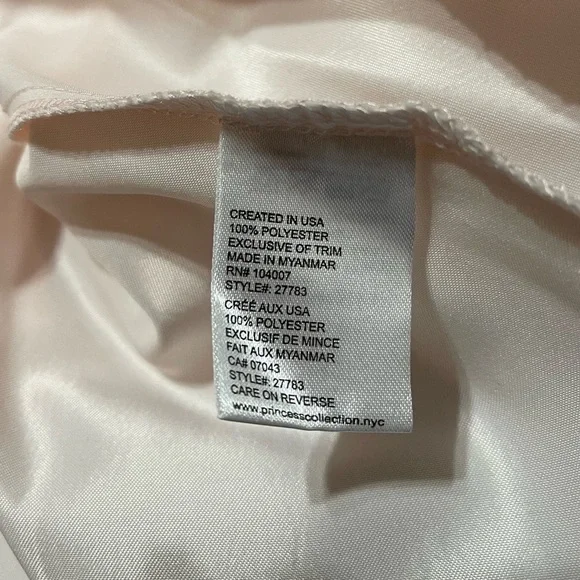 CREATED IN USA
100% POLYESTER
EXCLUSIVE OF TRIM
MADE IN MYANMAR
RN# 104007
STYLE#: 27783
CRÉÉ AUX USA
100% POLYESTER
EXCLUSIF DE MINCE
FAIT AUX MYANMAR
CA# 07043
STYLE#: 27783
CARE ON REVERSE
www.princesscollection.nyc